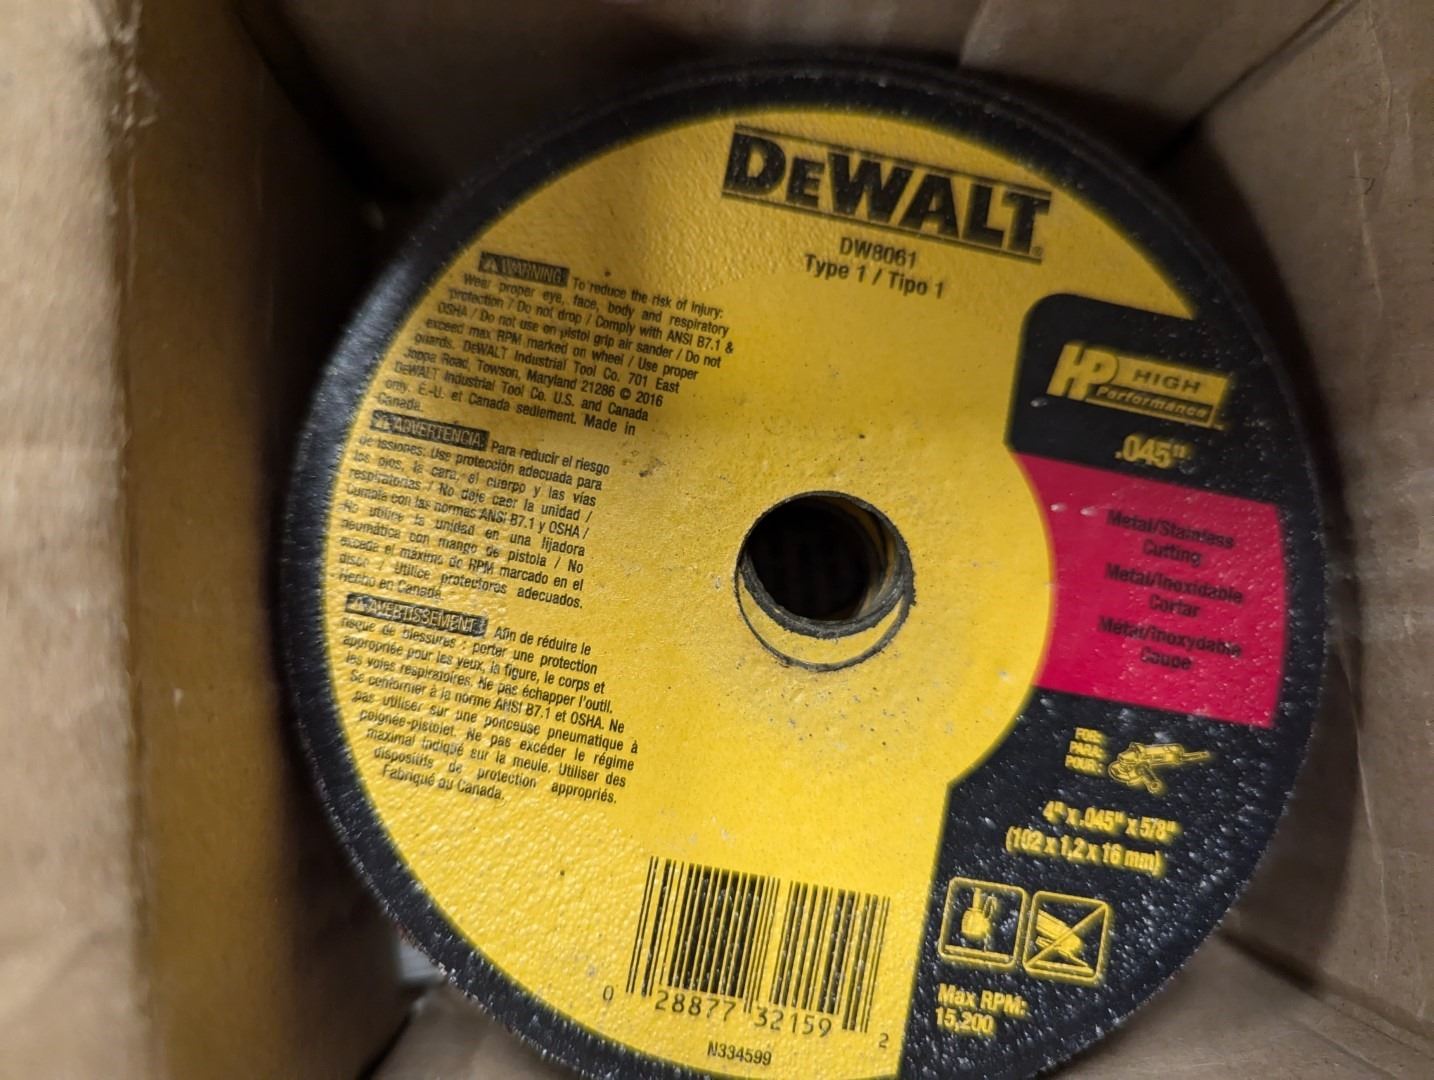 DEWALT
DW8061
Type 1 / Tipo 1
WARNING: To reduce the risk of injury:
Wear proper eye, face, body and respiratory
protection / Do not drop / Comply with ANSI B7.1 &
OSHA / Do not use on pistol grip air sander / Do not
exceed max RPM marked on wheel / Use proper
guards. DEWALT Industrial Tool Co. 701 East
Joppa Road, Towson, Maryland 21286 © 2016
DEWALT Industrial Tool Co. U.S. and Canada
only. É.-U. et Canada seulement. Made in
Canada.
ADVERTENCIA: Para reducir el riesgo
de lesiones: Use protección adecuada para
los ojos, la cara, el cuerpo y las vías
respiratorias / No deje caer la unidad /
Cumpla con las normas ANSI B7.1 y OSHA /
No utilice la unidad en una lijadora
neumática con mango de pistola / No
exceda el máximo de RPM marcado en el
disco / Utilice protectores adecuados.
Hecho en Canada.
AVERTISSEMENT: Afin de réduire le
risque de blessures : porter une protection
appropriée pour les yeux, la figure, le corps et
les voies respiratoires. Ne pas échapper l'outil.
Se conformer à la norme ANSI B7.1 et OSHA. Ne
pas utiliser sur une ponceuse pneumatique à
poignée-pistolet. Ne pas excéder le régime
maximal indiqué sur la meule. Utiliser des
dispositifs de protection appropriés.
Fabriqué au Canada.
HP HIGH
Performance
.045"
Metal/Stainless
Cutting
Metal/Inoxidable
Cortar
Métal/Inoxydable
Coupe
FOR
PARA
POUR
4" x .045" x 5/8"
(102 x 1,2 x 16 mm)
Max RPM:
15,200
0 28877 32159 2
N334599